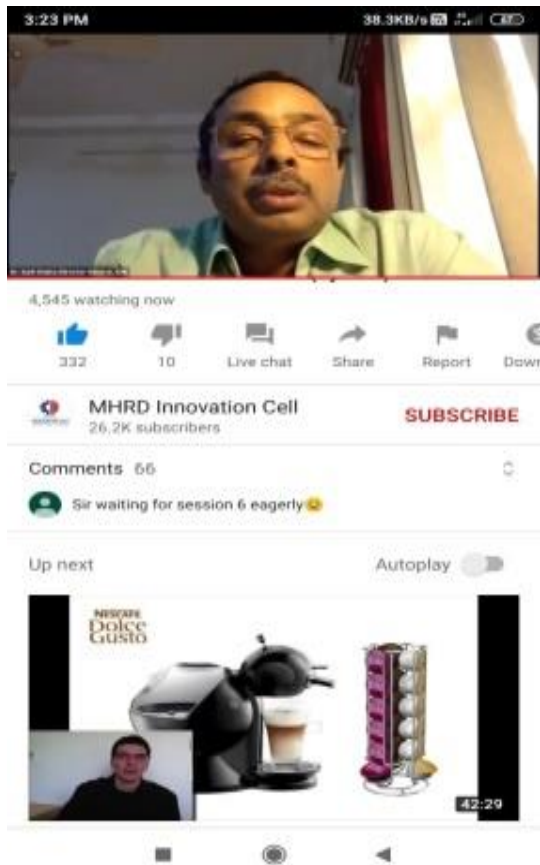 3:23 PM 38.3KB/s 67
4,545 watching now
332 10 Live chat Share Report Down
MHRD Innovation Cell
26.2K subscribers
SUBSCRIBE
Comments 66
Sir waiting for session 6 eagerly😊
Up next Autoplay
NESCAFE
Dolce
Gusto
42:29